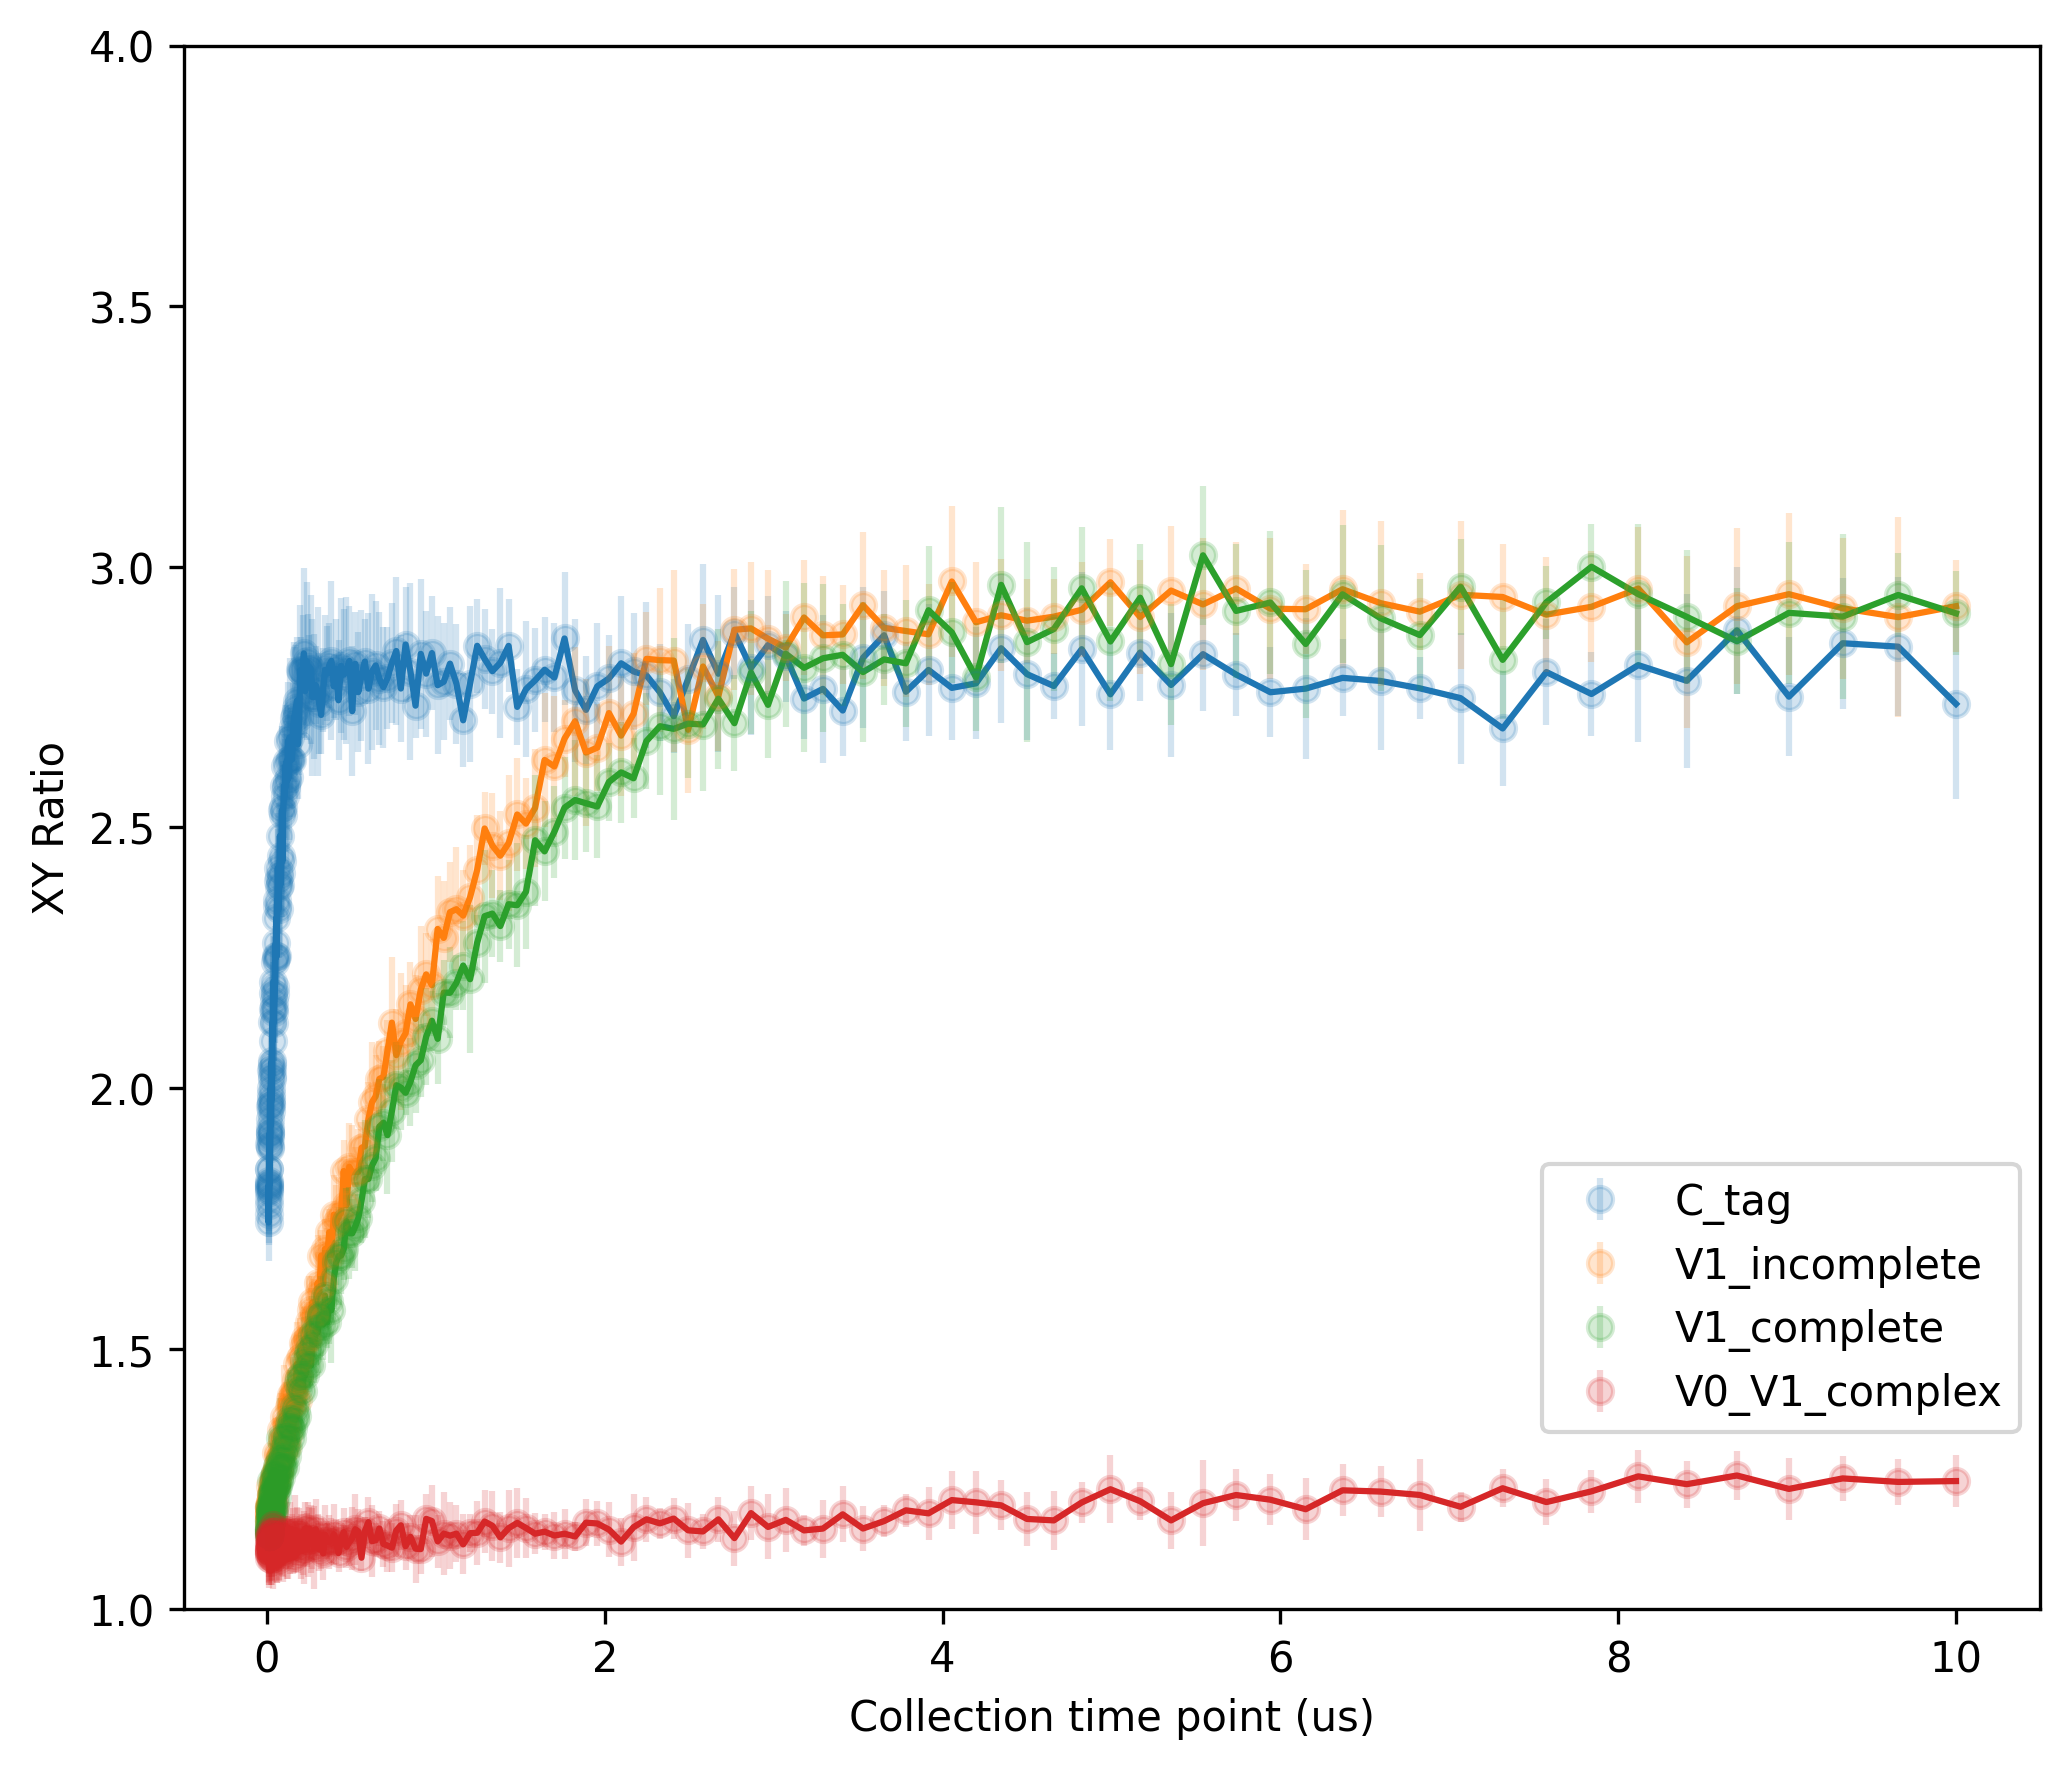 4.0
3.5
3.0
2.5
2.0
1.5
1.0
XY Ratio
C_tag
V1_incomplete
V1_complete
V0_V1_complex
0 2 4 6 8 10
Collection time point (us)